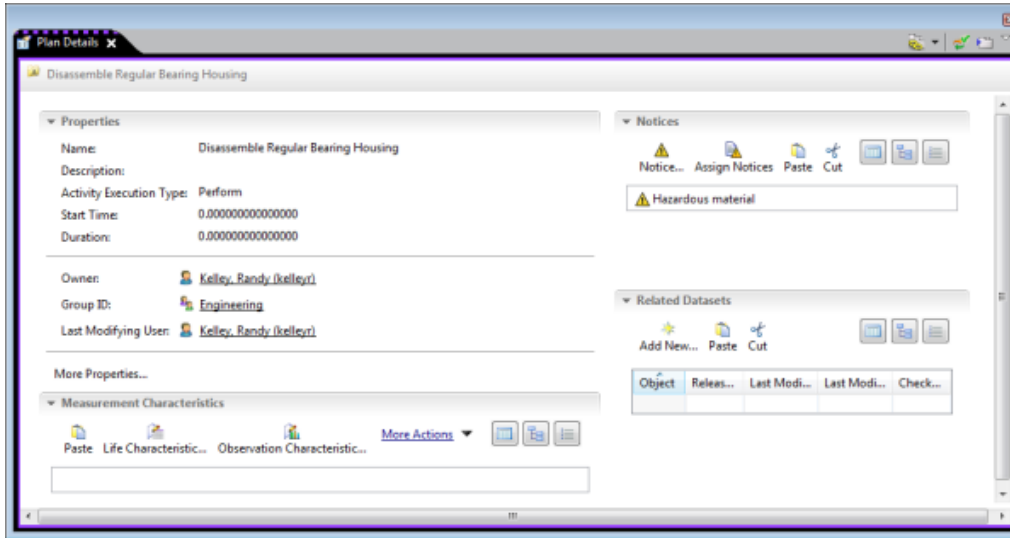 Plan Details
Disassemble Regular Bearing Housing
Properties
Name: Disassemble Regular Bearing Housing
Description:
Activity Execution Type: Perform
Start Time: 0.000000000000000
Duration: 0.000000000000000
Owner: Kelley, Randy (kelleyr)
Group ID: Engineering
Last Modifying User: Kelley, Randy (kelleyr)
More Properties...
Measurement Characteristics
Paste Life Characteristic... Observation Characteristic... More Actions
Notices
Notice... Assign Notices Paste Cut
Hazardous material
Related Datasets
Add New... Paste Cut
Object Releas... Last Modi... Last Modi... Check...